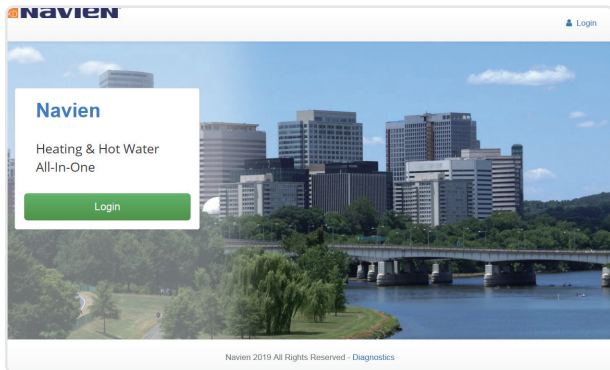 NAVIEN
Login
Navien
Heating & Hot Water
All-In-One
Login
Navien 2019 All Rights Reserved - Diagnostics